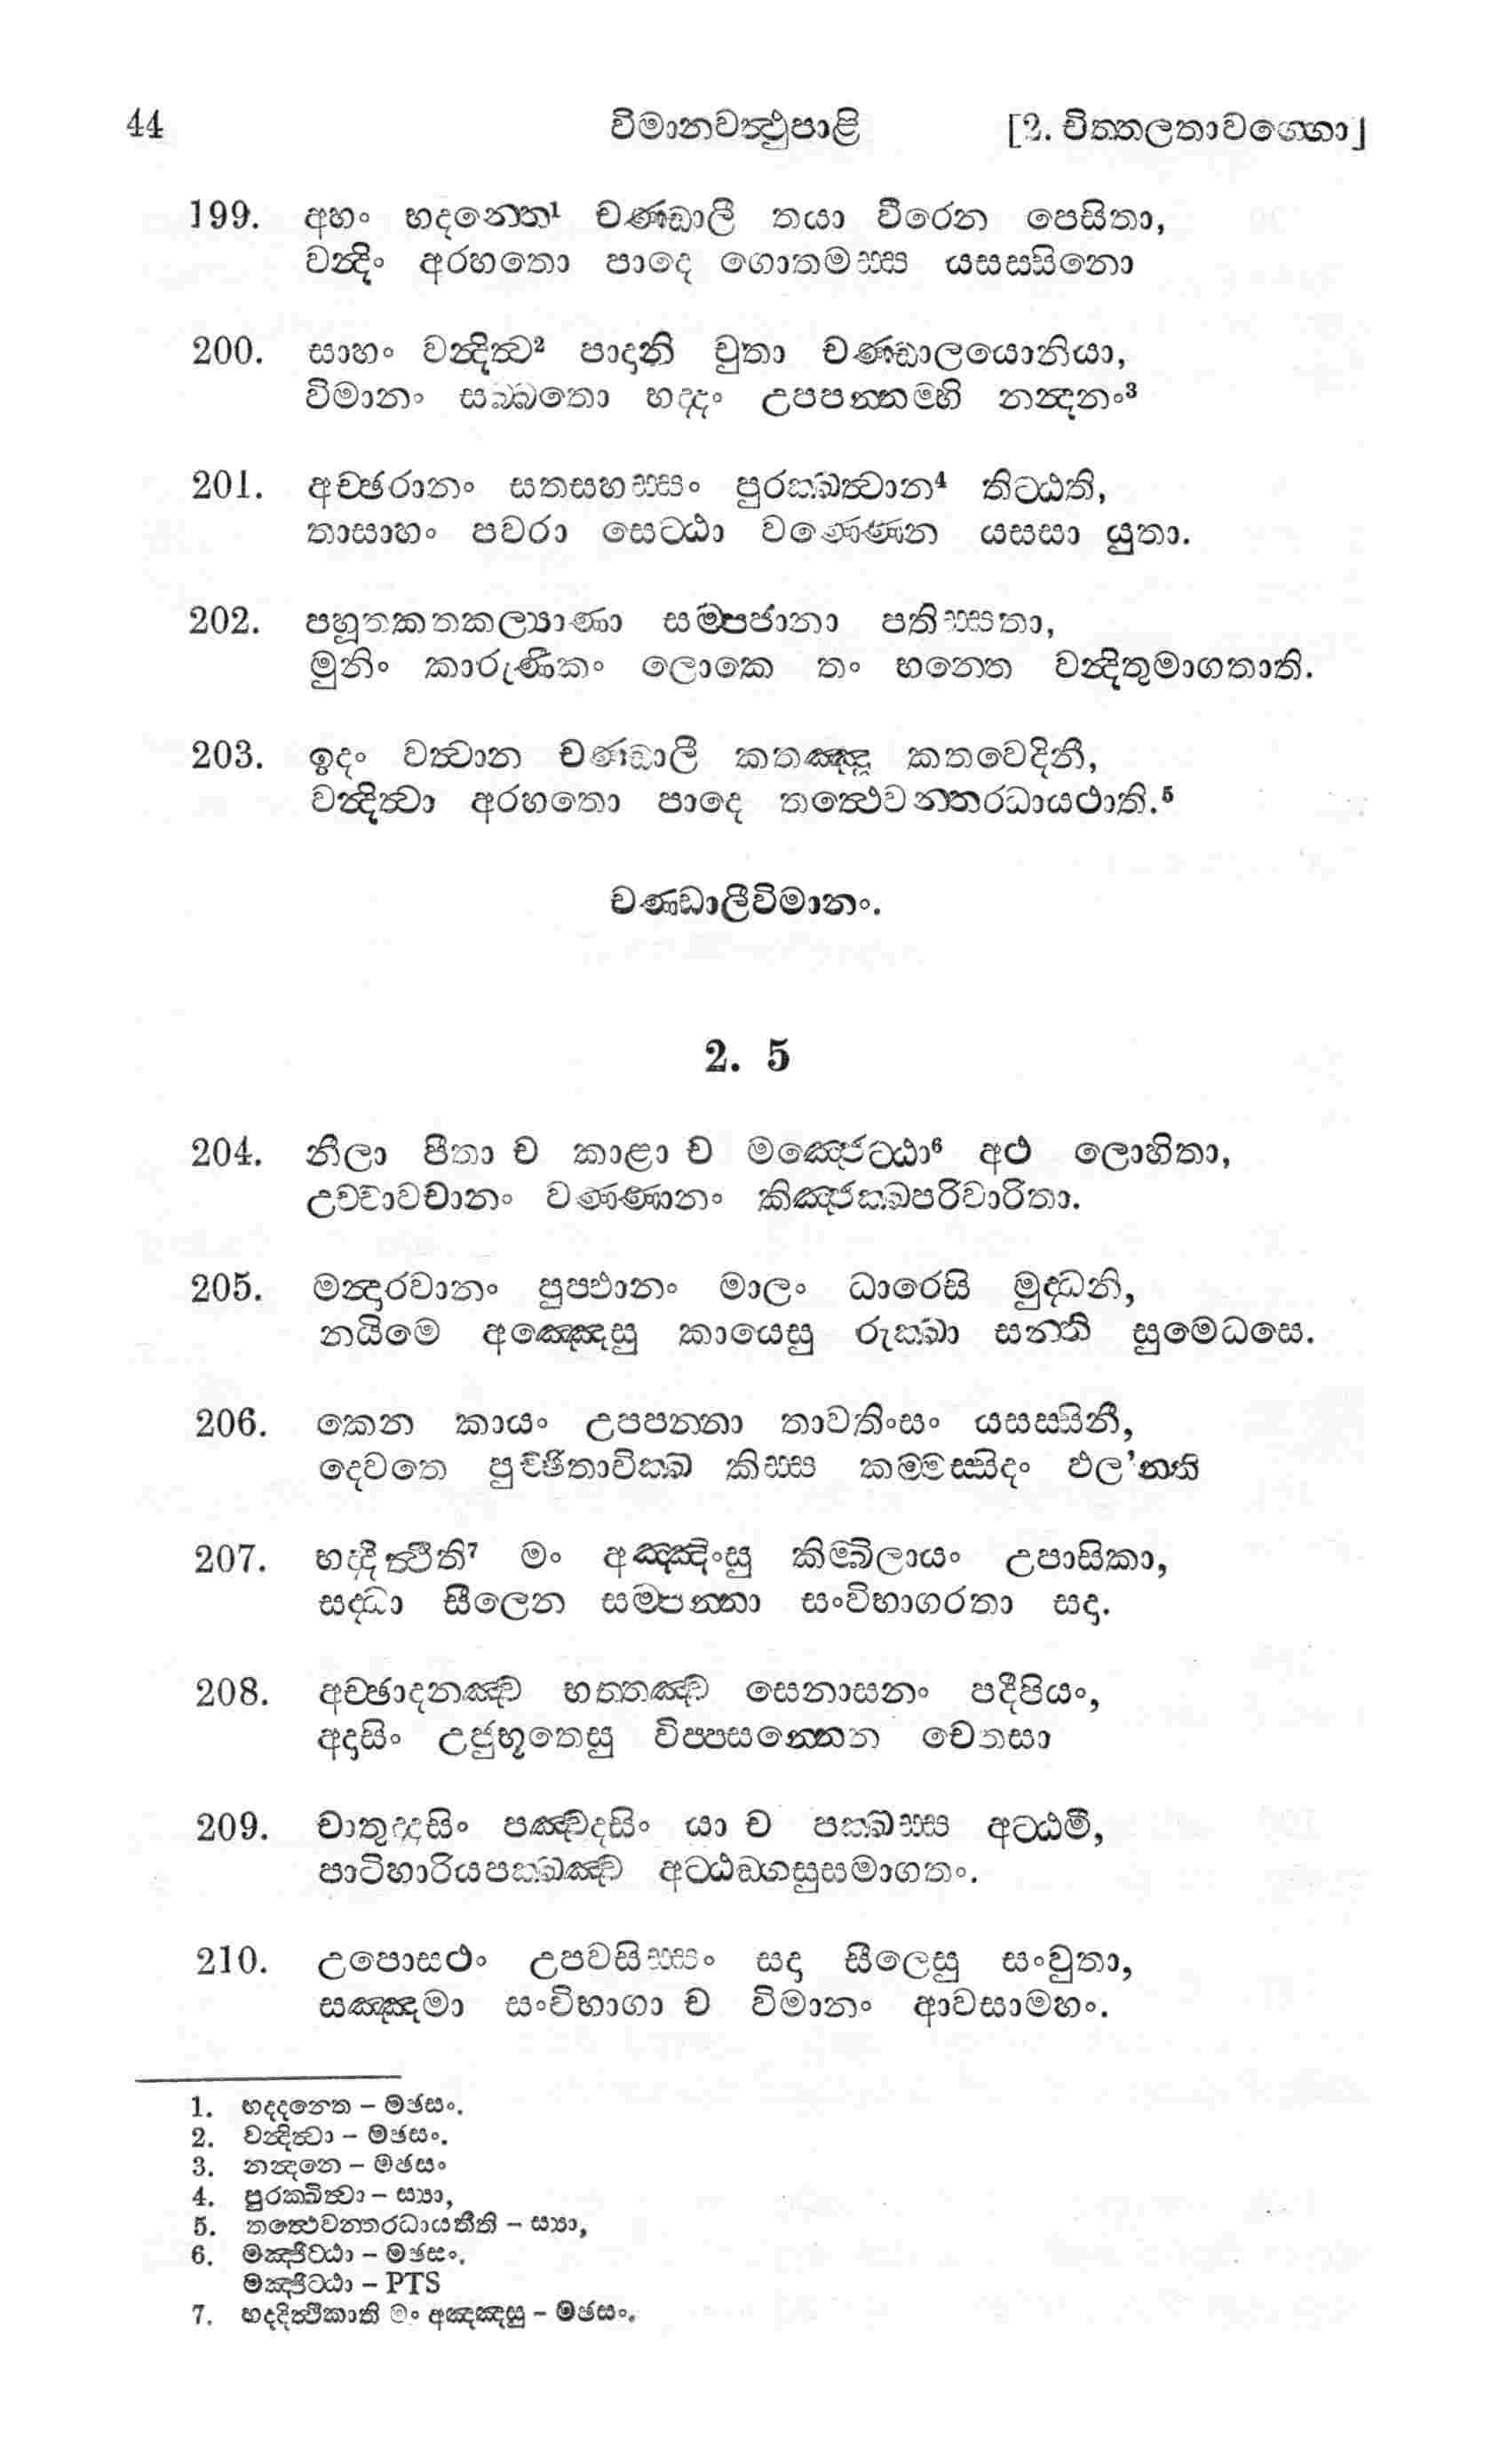 44 විමානවත්‍ථුපාළි [2. චිත්තලතාවග්ගො]
199. අහං භදන්තෙ¹ චණ්ඩාලී තයා වීරෙන පෙසිතා,
වන්‍දිං අරහතො පාදෙ ගොතමස්ස යසස්සිනො
200. සාහං වන්‍දිත්‍ව² පාදානි චුතා චණ්ඩාලයොනියා,
විමානං සබ්බතො භද්දං උපපන්නම්හි නන්‍දනං³
201. අච්ඡරානං සතසහස්සං පුරක්ඛත්‍වාන⁴ තිට්ඨති,
තාසාහං පවරා සෙට්ඨා වණ්ණෙන යසසා යුතා.
202. පහූතකතකල්‍යාණා සම්පජානා පතිස්සතා,
මුනිං කාරුණිකං ලොකෙ තං භන්තෙ වන්‍දිතුමාගතාති.
203. ඉදං වත්‍වාන චණ්ඩාලී කතඤ්ඤූ කතවෙදිනී,
වන්‍දිත්‍වා අරහතො පාදෙ තත්‍ථෙවන්තරධායථාති.⁵
චණ්ඩාලීවිමානං.
2. 5
204. නීලා පීතා ච කාළා ච මඤ්ජෙට්ඨා⁶ අථ ලොහිතා,
උච්චාවචානං වණ්ණානං කිඤ්ජක්ඛපරිවාරිතා.
205. මන්‍දාරවානං පුප්ඵානං මාලං ධාරෙසි මුද්ධනි,
නයිමෙ අඤ්ඤෙසු කායෙසු රුක්ඛා සන්ති සුමෙධසෙ.
206. කෙන කායං උපපන්නා තාවතිංසං යසස්සිනී,
දෙවතෙ පුච්ඡිතාචික්ඛ කිස්ස කම්මස්සිදං ඵල'න්ති
207. භද්දිත්‍ථීති⁷ මං අඤ්ඤිංසු කිම්බිලායං උපාසිකා,
සද්ධා සීලෙන සම්පන්නා සංවිභාගරතා සදා.
208. අච්ඡාදනඤ්ච භත්තඤ්ච සෙනාසනං පදීපියං,
අදාසිං උජුභූතෙසු විප්පසන්නෙන චෙතසා
209. චාතුද්දසිං පඤ්චදසිං යා ච පක්ඛස්ස අට්ඨමී,
පාටිහාරියපක්ඛඤ්ච අට්ඨඞ්ගසුසමාගතං.
210. උපොසථං උපවසිස්සං සදා සීලෙසු සංවුතා,
සඤ්ඤමා සංවිභාගා ච විමානං ආවසාමහං.
1. භද්දන්තෙ – මඡසං.
2. වන්‍දිත්‍වා – මඡසං.
3. නන්‍දනෙ – මඡසං
4. පුරක්ඛිත්‍වා – ස්‍යා,
5. තත්‍ථෙවන්තරධායතීති – ස්‍යා,
6. මඤ්ජිට්ඨා – මඡසං.
මඤ්ජිට්ඨා – PTS
7. භද්දිත්‍ථිකාති මං අඤ්ඤසු – මඡසං.